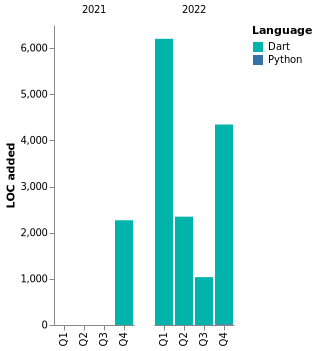 2021 2022
Language
Dart
Python
LOC added
6,000
5,000
4,000
3,000
2,000
1,000
0
Q1 Q2 Q3 Q4 Q1 Q2 Q3 Q4